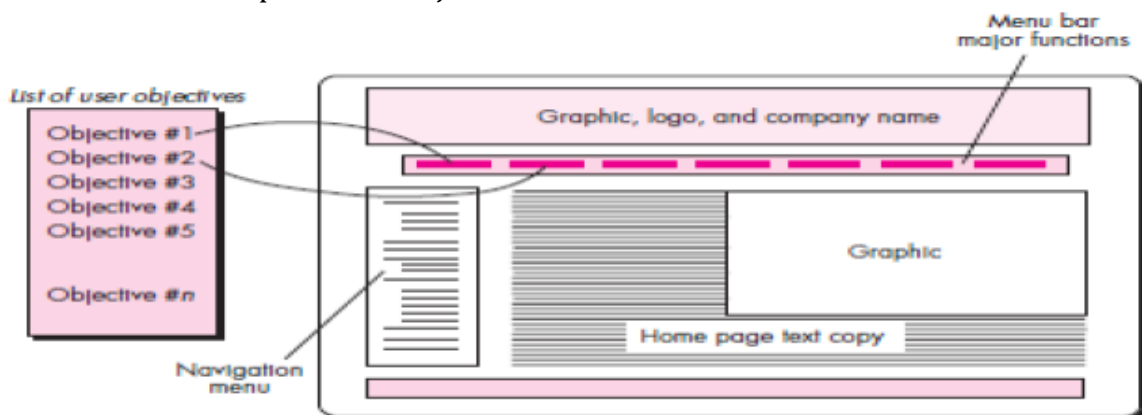 Menu bar
major functions
List of user objectives
Graphic, logo, and company name
Objective #1
Objective #2
Objective #3
Objective #4
Objective #5
Objective #n
Graphic
Home page text copy
Navigation
menu